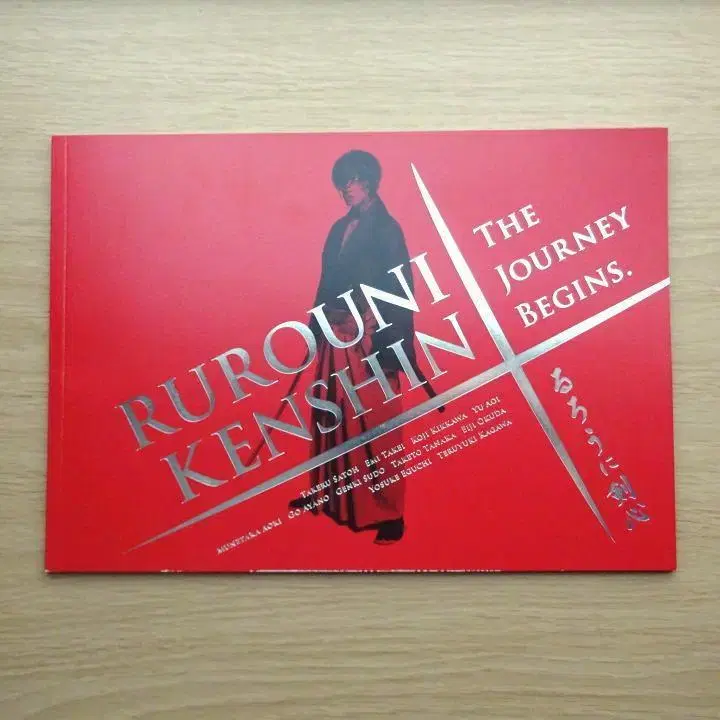 RUROUNI
KENSHIN
THE
JOURNEY
BEGINS.
TAKERU SATOH EMI TAKEI KOJI KIKKAWA YU AOI
MUNETAKA AOKI GO AYANO GENKI SUDO TAKETO TANAKA EIJI OKUDA
YOSUKE EGUCHI TERUYUKI KAGAWA
るろうに剣心